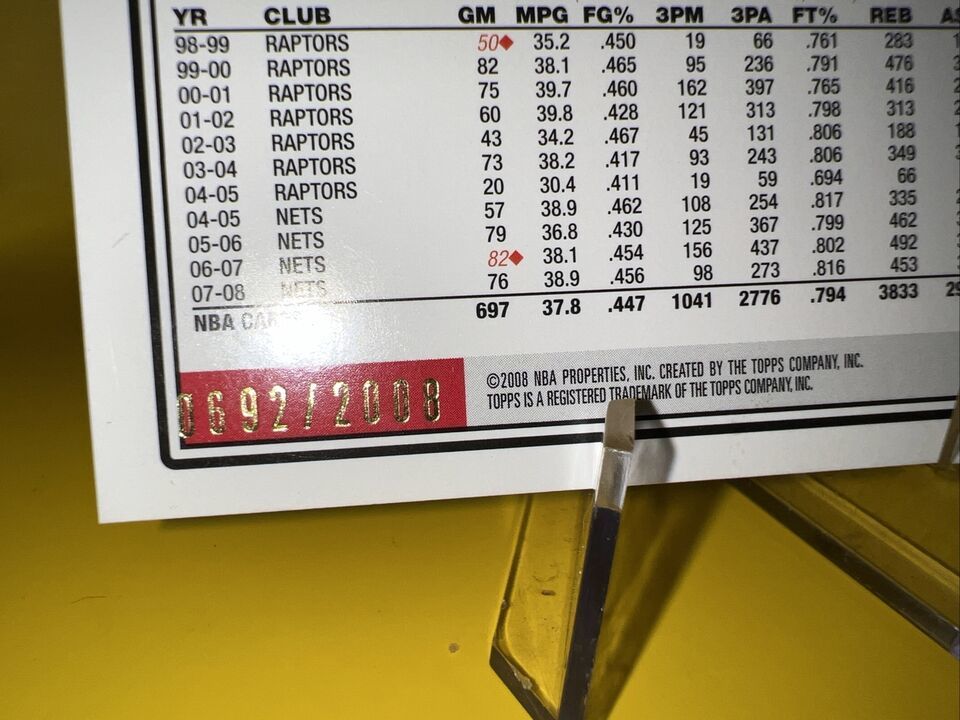 YR CLUB GM MPG FG% 3PM 3PA FT% REB
98-99 RAPTORS 50♦ 35.2 .450 19 66 .761 283
99-00 RAPTORS 82 38.1 .465 95 236 .791 476
00-01 RAPTORS 75 39.7 .460 162 397 .765 416
01-02 RAPTORS 60 39.8 .428 121 313 .798 313
02-03 RAPTORS 43 34.2 .467 45 131 .806 188
03-04 RAPTORS 73 38.2 .417 93 243 .806 349
04-05 RAPTORS 20 30.4 .411 19 59 .694 66
04-05 NETS 57 38.9 .462 108 254 .817 335
05-06 NETS 79 36.8 .430 125 367 .799 462
06-07 NETS 82♦ 38.1 .454 156 437 .802 492
07-08 NETS 76 38.9 .456 98 273 .816 453
NBA 697 37.8 .447 1041 2776 .794 3833
0692/2008
©2008 NBA PROPERTIES, INC. CREATED BY THE TOPPS COMPANY, INC.
TOPPS IS A REGISTERED TRADEMARK OF THE TOPPS COMPANY, INC.